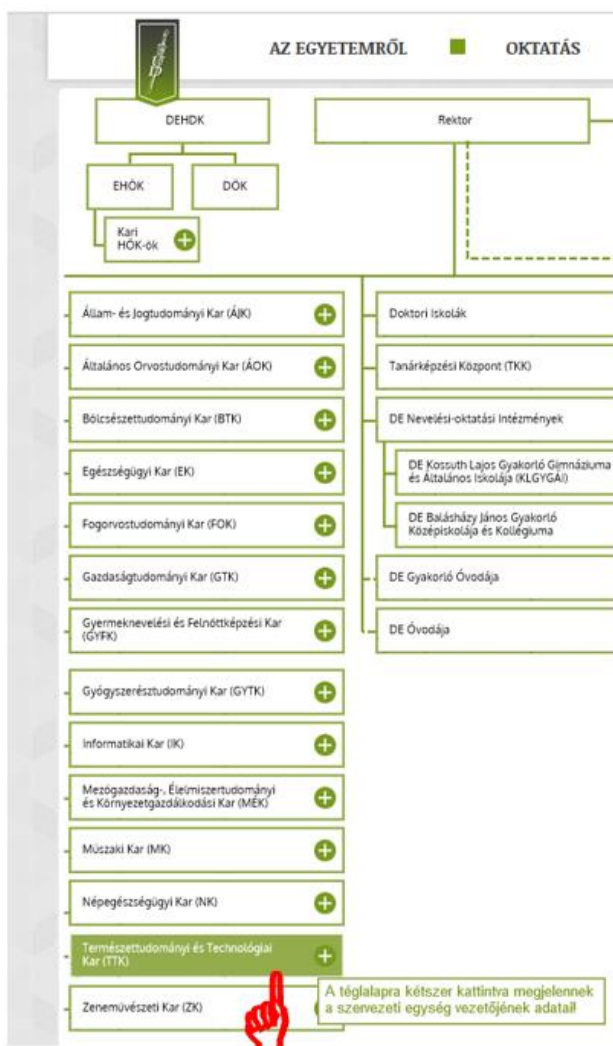 AZ EGYETEMRŐL
OKTATÁS
DEHDK
Rektor
EHÖK
DÖK
Kari
HÖK-ök
Állam- és Jogtudományi Kar (ÁJK)
Általános Orvostudományi Kar (ÁOK)
Bölcsészettudományi Kar (BTK)
Egészségügyi Kar (EK)
Fogorvostudományi Kar (FOK)
Gazdaságtudományi Kar (GTK)
Gyermeknevelési és Felnőttképzési Kar
(GYFK)
Gyógyszerésztudományi Kar (GYTK)
Informatikai Kar (IK)
Mezőgazdaság-, Élelmiszertudományi
és Környezetgazdálkodási Kar (MÉK)
Műszaki Kar (MK)
Népegészségügyi Kar (NK)
Természettudományi és Technológiai
Kar (TTK)
Zeneművészeti Kar (ZK)
Doktori Iskolák
Tanárképzési Központ (TKK)
DE Nevelési-oktatási Intézmények
DE Kossuth Lajos Gyakorló Gimnáziuma
és Általános Iskolája (KLGYGÁI)
DE Balásházy János Gyakorló
Középiskolája és Kollégiuma
DE Gyakorló Óvodája
DE Óvodája
A téglalapra kétszer kattintva megjelennek
a szervezeti egység vezetőjének adatai!